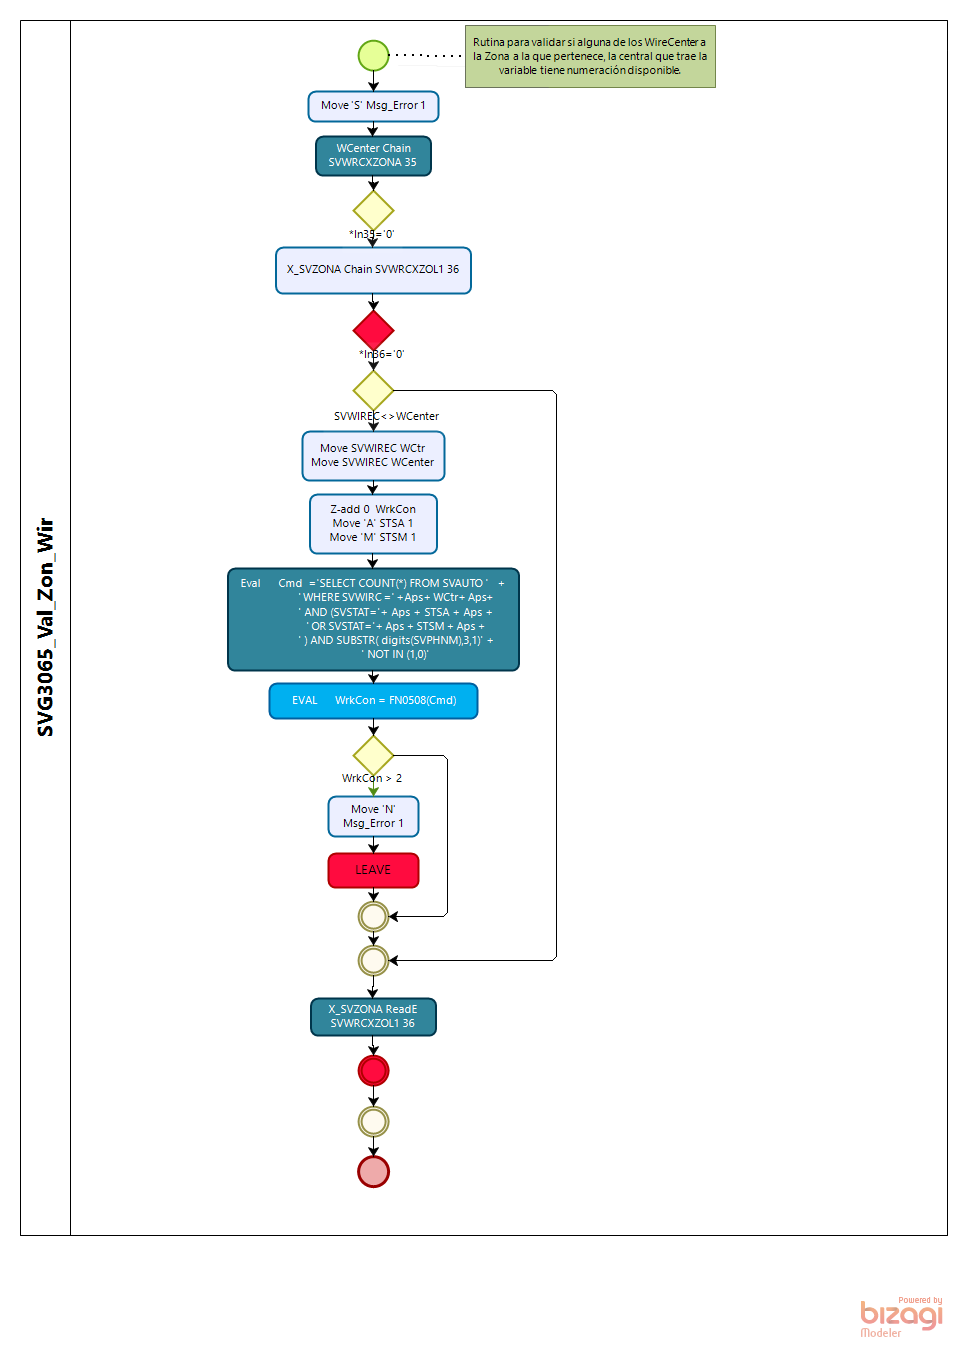 Rutina para validar si alguna de los WireCenter a
la Zona a la que pertenece, la central que trae la
variable tiene numeración disponible.
Move 'S' Msg_Error 1
WCenter Chain
SVWRCXZONA 35
*In35='0'
X_SVZONA Chain SVWRCXZOL1 36
*In36='0'
SVWIREC<>WCenter
Move SVWIREC WCtr
Move SVWIREC WCenter
Z-add 0 WrkCon
Move 'A' STSA 1
Move 'M' STSM 1
Eval Cmd ='SELECT COUNT(*) FROM SVAUTO ' +
' WHERE SVWIRC =' +Aps+ WCtr+ Aps+
' AND (SVSTAT='+ Aps + STSA + Aps +
' OR SVSTAT='+ Aps + STSM + Aps +
' ) AND SUBSTR( digits(SVPHNM),3,1)' +
' NOT IN (1,0)'
EVAL WrkCon = FN0508(Cmd)
WrkCon > 2
Move 'N'
Msg_Error 1
LEAVE
X_SVZONA ReadE
SVWRCXZOL1 36
SVG3065_Val_Zon_Wir
Powered by
bizagi
Modeler